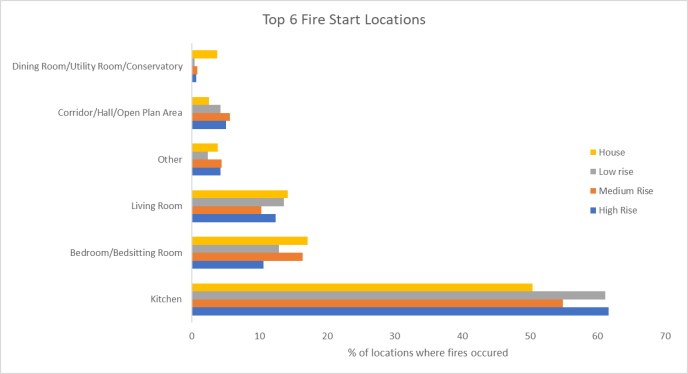 Top 6 Fire Start Locations
Dining Room/Utility Room/Conservatory
Corridor/Hall/Open Plan Area
Other
Living Room
Bedroom/Bedsitting Room
Kitchen
House
Low rise
Medium Rise
High Rise
0 10 20 30 40 50 60 70
% of locations where fires occured